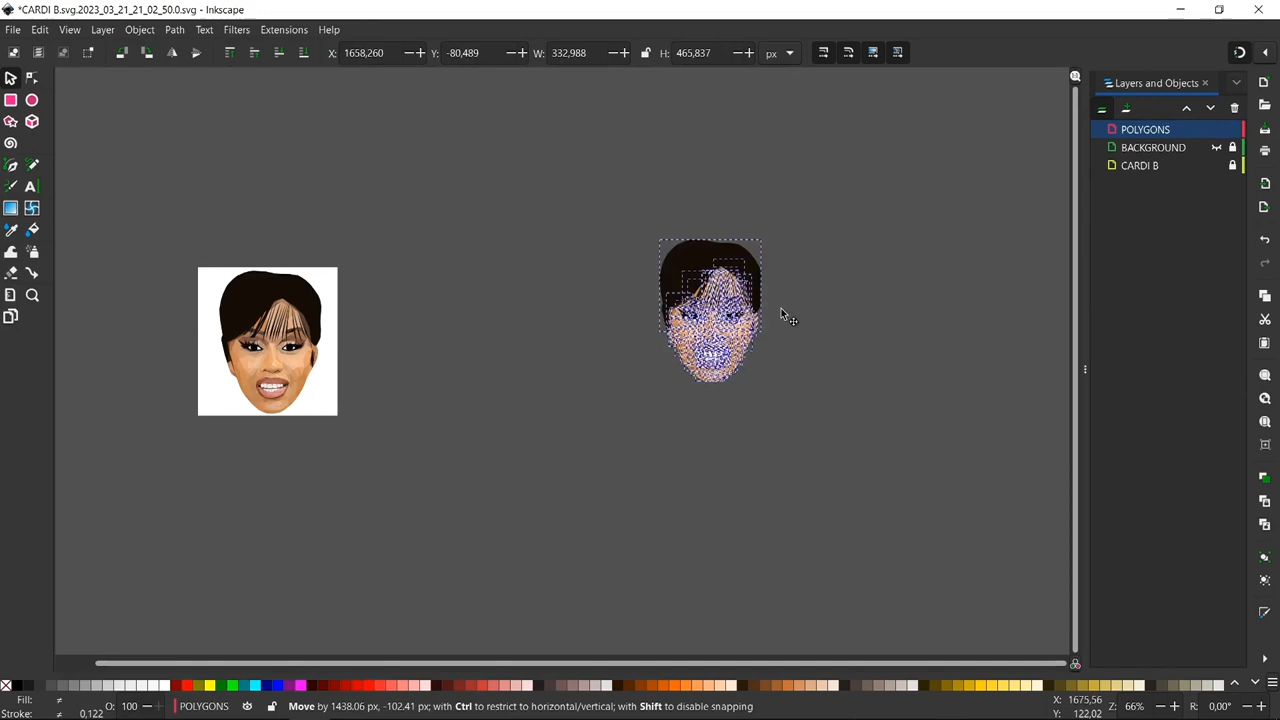 *CARDI B.svg.2023_03_21_21_02_50.0.svg - Inkscape
File Edit View Layer Object Path Text Filters Extensions Help
X: 1658,260 Y: -80,489 W: 332,988 H: 465,837 px
Layers and Objects
POLYGONS
BACKGROUND
CARDI B
Fill: ≠
Stroke: ≠ 0,122
O: 100
POLYGONS
Move by 1438.06 px, -102.41 px; with Ctrl to restrict to horizontal/vertical; with Shift to disable snapping
X: 1675,56
Y: 122,02
Z: 66%
R: 0,00°